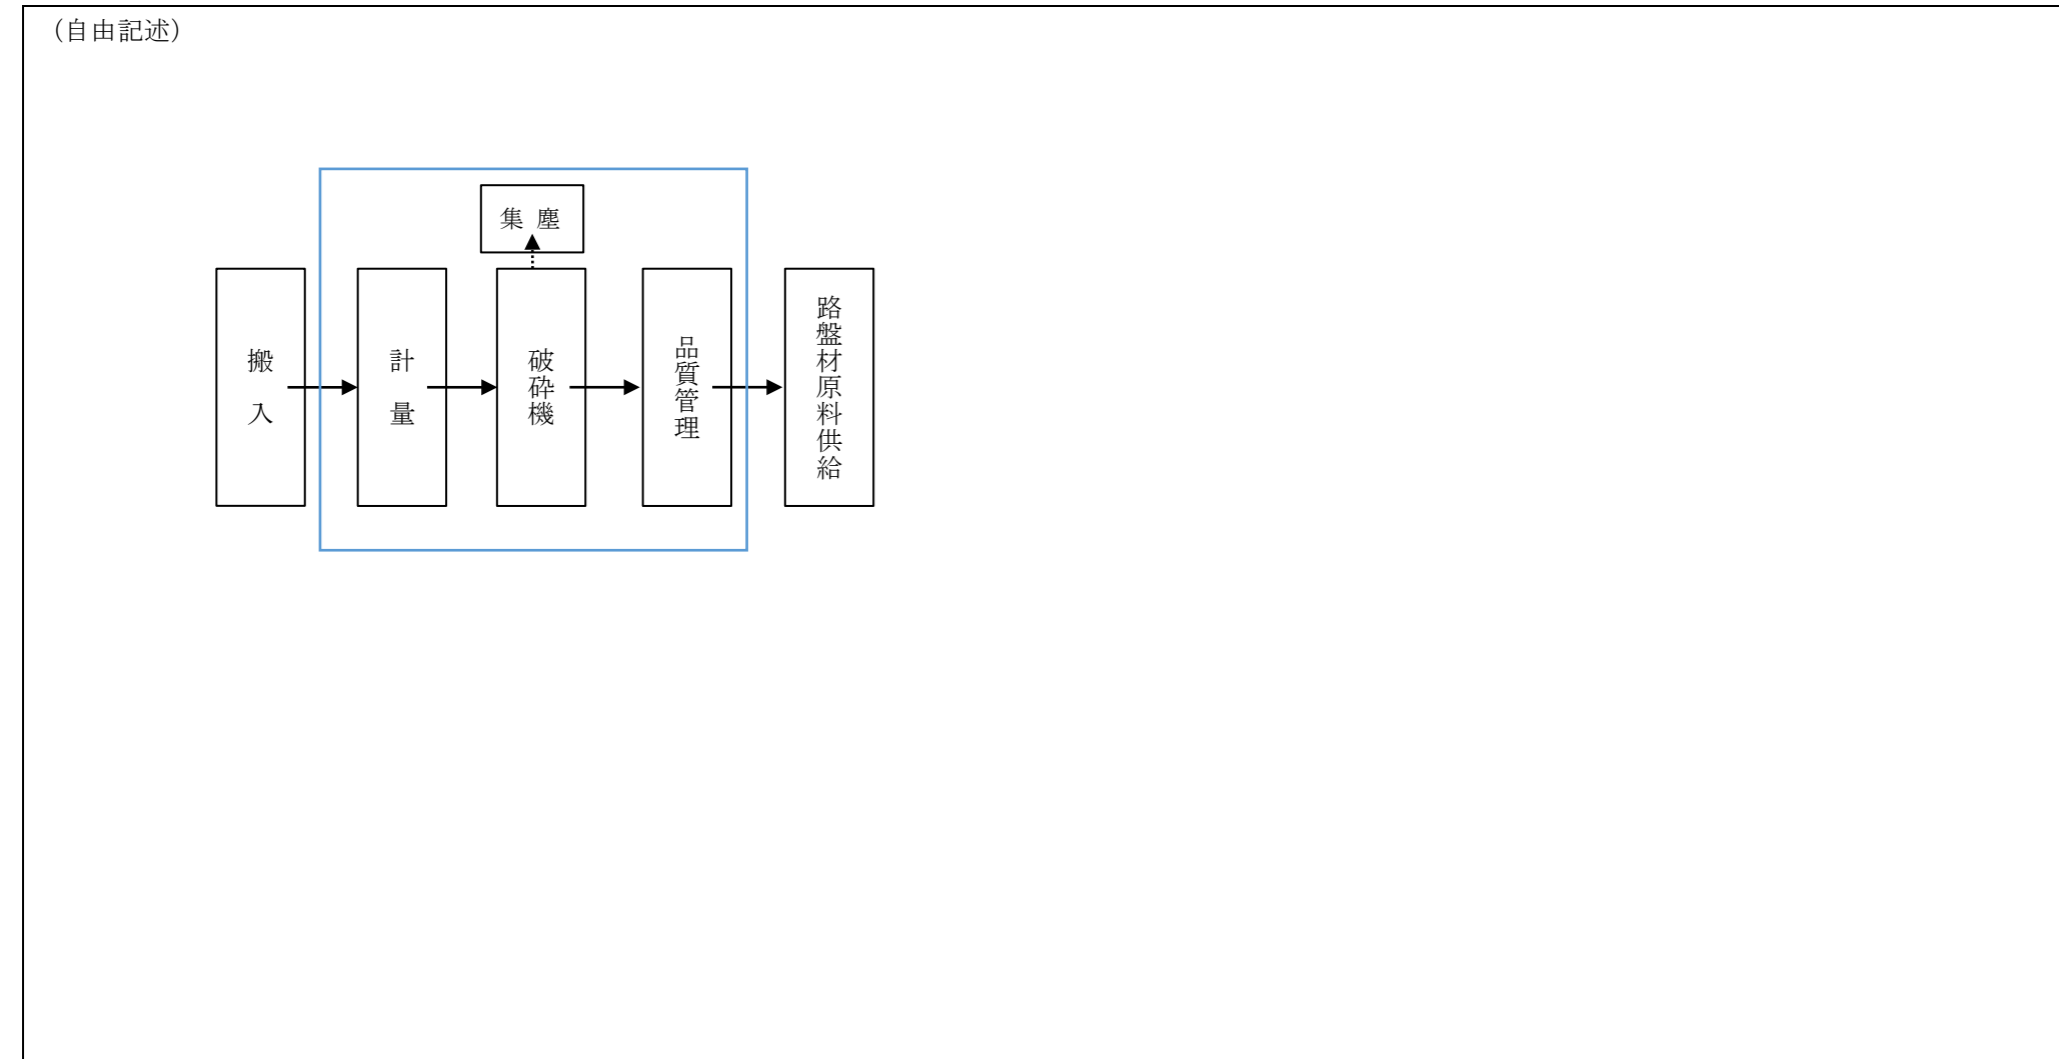 （自由記述）
集 塵
搬入
計量
破砕機
品質管理
路盤材原料供給